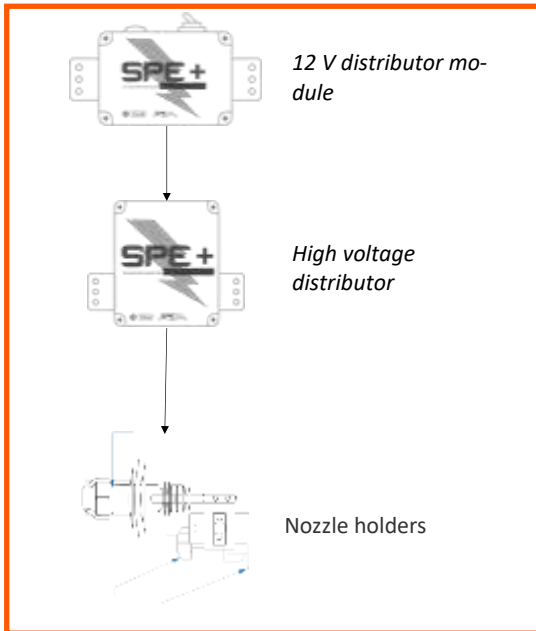 SPE+
12 V distributor mo-
dule
SPE+
High voltage
distributor
Nozzle holders